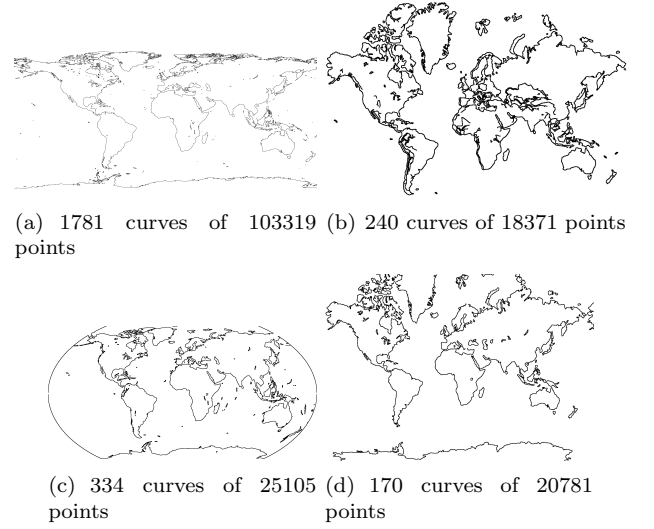 (a) 1781 curves of 103319
points
(b) 240 curves of 18371 points
(c) 334 curves of 25105
points
(d) 170 curves of 20781
points